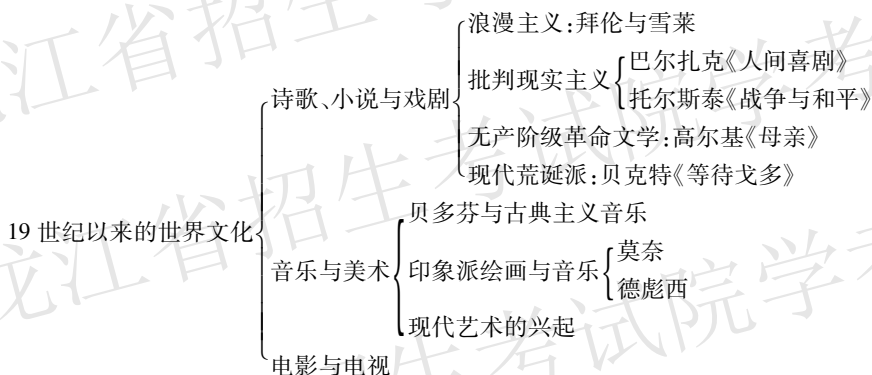 浪漫主义:拜伦与雪莱
诗歌、小说与戏剧
批判现实主义
巴尔扎克《人间喜剧》
托尔斯泰《战争与和平》
无产阶级革命文学:高尔基《母亲》
现代荒诞派:贝克特《等待戈多》
19 世纪以来的世界文化
音乐与美术
贝多芬与古典主义音乐
印象派绘画与音乐
莫奈
德彪西
现代艺术的兴起
电影与电视